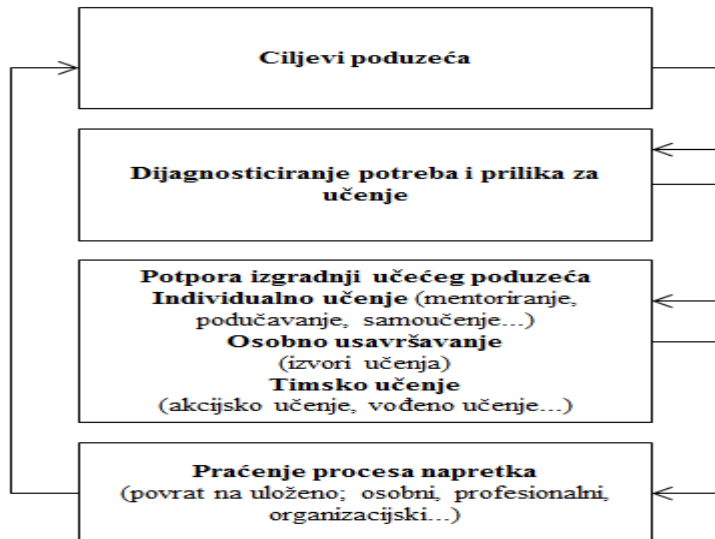 Ciljevi poduzeća
Dijagnosticiranje potreba i prilika za
učenje
Potpora izgradnji učećeg poduzeća
Individualno učenje (mentoriranje,
podučavanje, samoučenje...)
Osobno usavršavanje
(izvori učenja)
Timsko učenje
(akcijsko učenje, vođeno učenje...)
Praćenje procesa napretka
(povrat na uloženo; osobni, profesionalni,
organizacijski...)